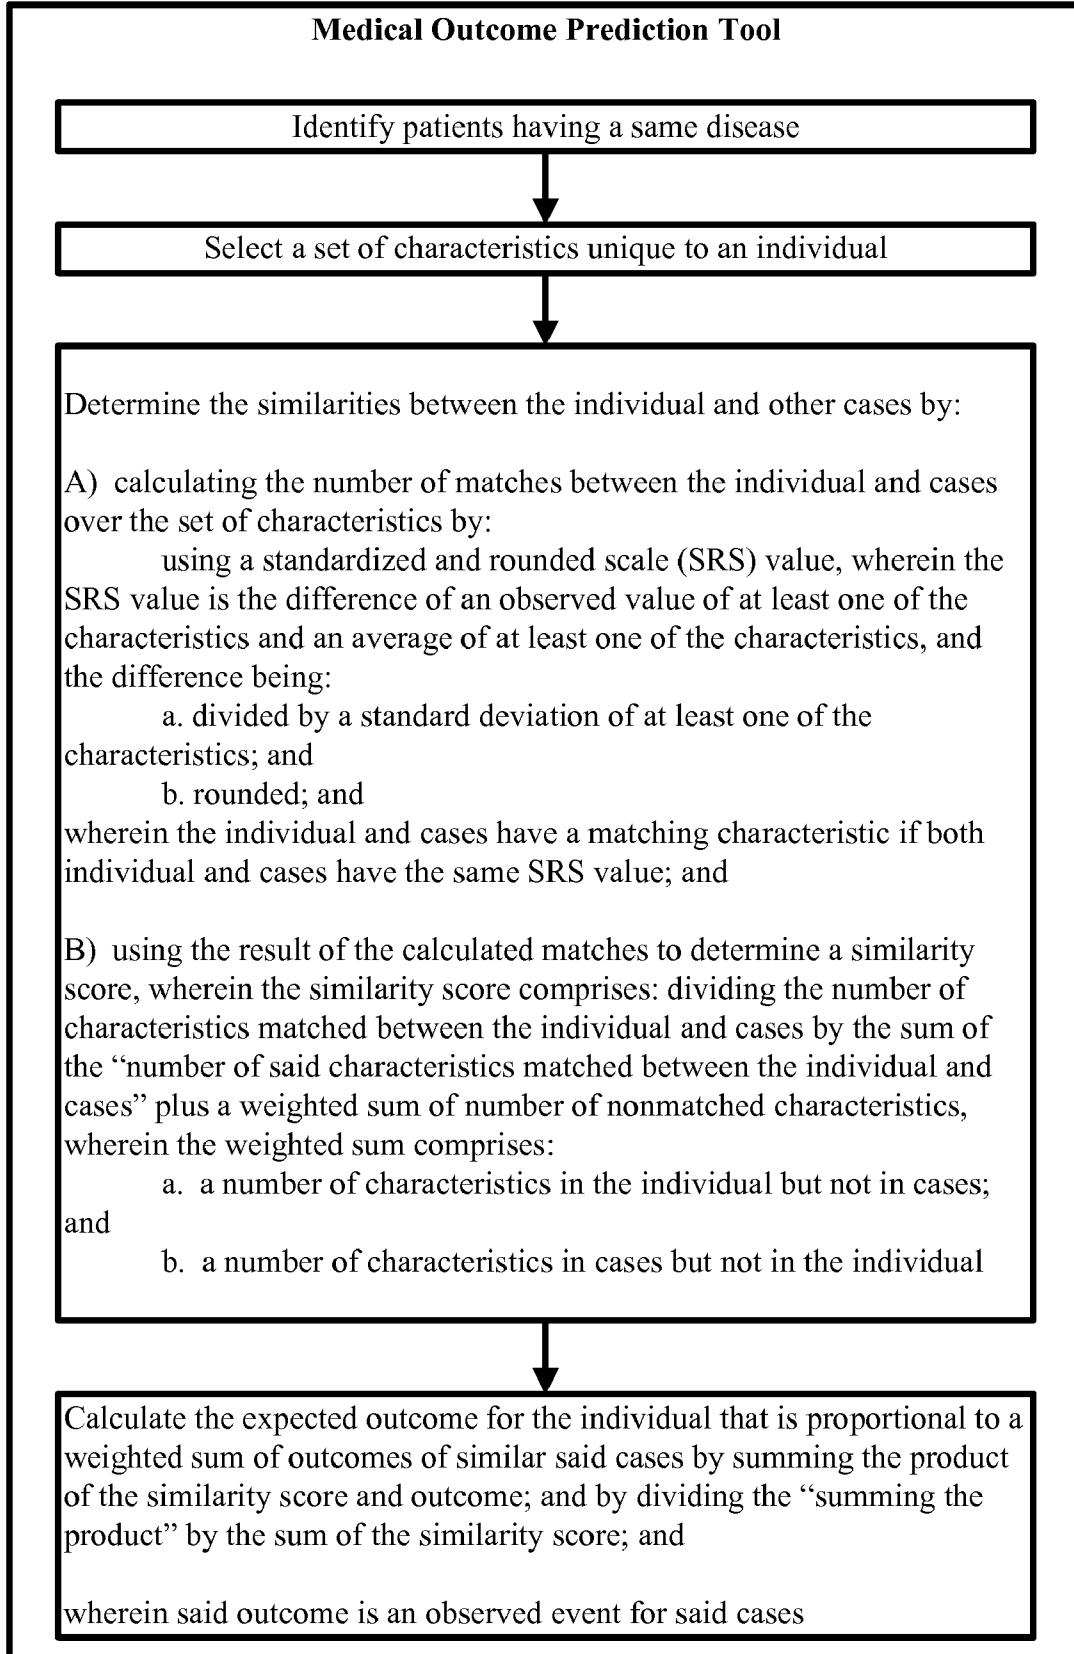 Medical Outcome Prediction Tool
Identify patients having a same disease
Select a set of characteristics unique to an individual
Determine the similarities between the individual and other cases by:
A)  calculating the number of matches between the individual and cases
over the set of characteristics by:
using a standardized and rounded scale (SRS) value, wherein the
SRS value is the difference of an observed value of at least one of the
characteristics and an average of at least one of the characteristics, and
the difference being:
a. divided by a standard deviation of at least one of the
characteristics; and
b. rounded; and
wherein the individual and cases have a matching characteristic if both
individual and cases have the same SRS value; and
B)  using the result of the calculated matches to determine a similarity
score, wherein the similarity score comprises: dividing the number of
characteristics matched between the individual and cases by the sum of
the “number of said characteristics matched between the individual and
cases” plus a weighted sum of number of nonmatched characteristics,
wherein the weighted sum comprises:
a.  a number of characteristics in the individual but not in cases;
and
b.  a number of characteristics in cases but not in the individual
Calculate the expected outcome for the individual that is proportional to a
weighted sum of outcomes of similar said cases by summing the product
of the similarity score and outcome; and by dividing the “summing the
product” by the sum of the similarity score; and
wherein said outcome is an observed event for said cases